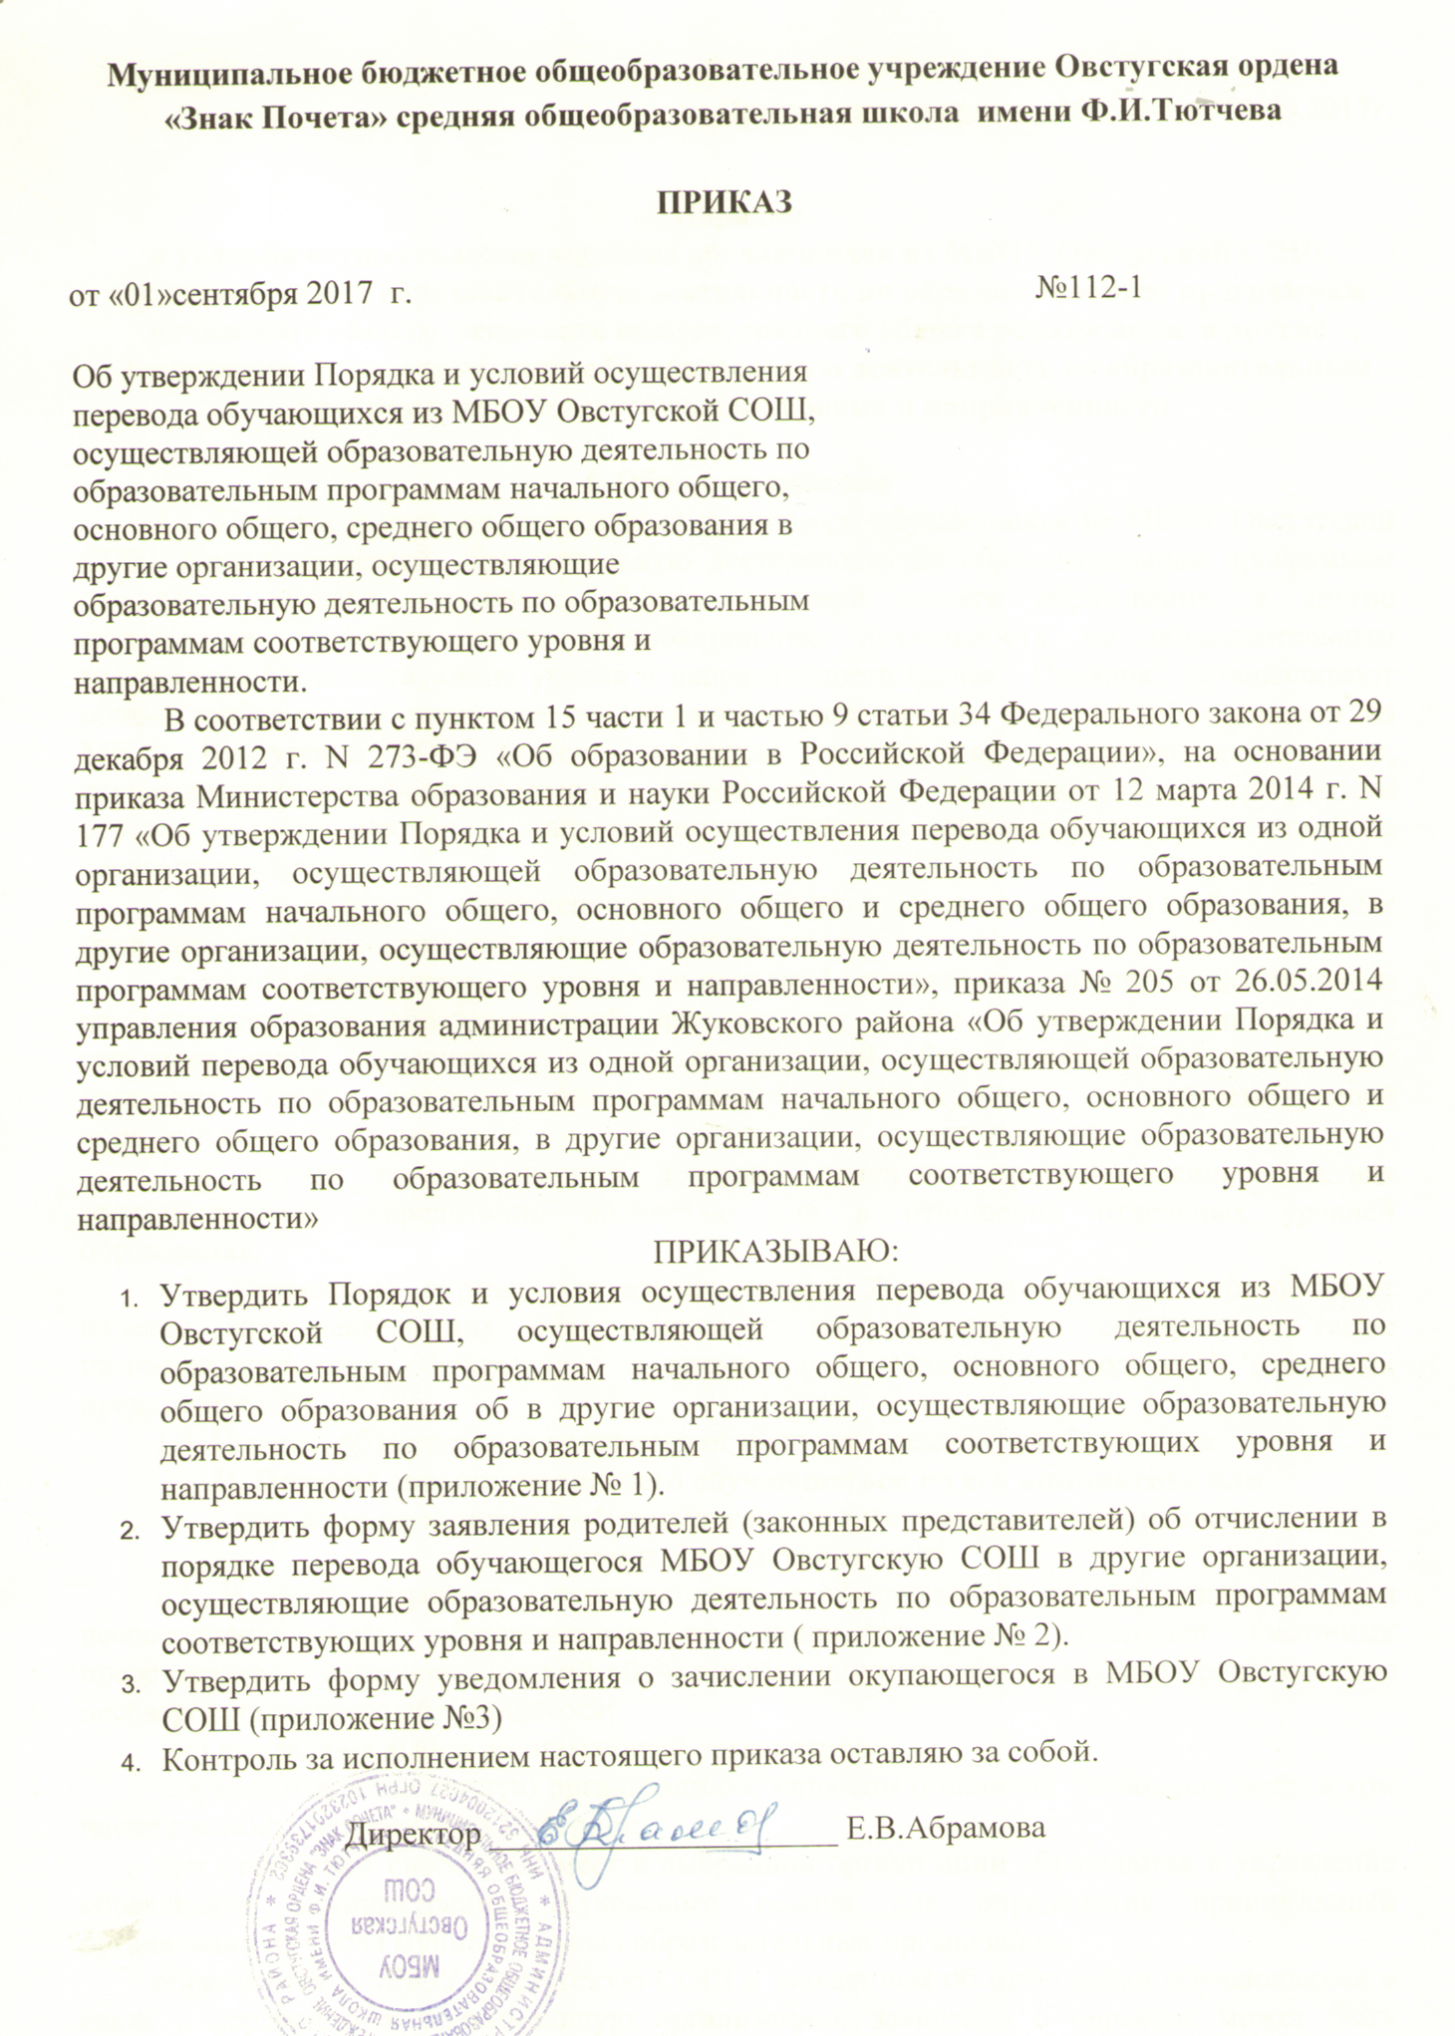 Муниципальное бюджетное общеобразовательное учреждение Овстугская ордена
«Знак Почета» средняя общеобразовательная школа имени Ф.И.Тютчева
ПРИКАЗ
от «01»сентября 2017 г. №112-1
Об утверждении Порядка и условий осуществления
перевода обучающихся из МБОУ Овстугской СОШ,
осуществляющей образовательную деятельность по
образовательным программам начального общего,
основного общего, среднего общего образования в
другие организации, осуществляющие
образовательную деятельность по образовательным
программам соответствующего уровня и
направленности.
В соответствии с пунктом 15 части 1 и частью 9 статьи 34 Федерального закона от 29
декабря 2012 г. N 273-ФЭ «Об образовании в Российской Федерации», на основании
приказа Министерства образования и науки Российской Федерации от 12 марта 2014 г. N
177 «Об утверждении Порядка и условий осуществления перевода обучающихся из одной
организации, осуществляющей образовательную деятельность по образовательным
программам начального общего, основного общего и среднего общего образования, в
другие организации, осуществляющие образовательную деятельность по образовательным
программам соответствующего уровня и направленности», приказа № 205 от 26.05.2014
управления образования администрации Жуковского района «Об утверждении Порядка и
условий перевода обучающихся из одной организации, осуществляющей образовательную
деятельность по образовательным программам начального общего, основного общего и
среднего общего образования, в другие организации, осуществляющие образовательную
деятельность по образовательным программам соответствующего уровня и
направленности»
ПРИКАЗЫВАЮ:
1. Утвердить Порядок и условия осуществления перевода обучающихся из МБОУ
Овстугской СОШ, осуществляющей образовательную деятельность по
образовательным программам начального общего, основного общего, среднего
общего образования об в другие организации, осуществляющие образовательную
деятельность по образовательным программам соответствующих уровня и
направленности (приложение № 1).
2. Утвердить форму заявления родителей (законных представителей) об отчислении в
порядке перевода обучающегося МБОУ Овстугскую СОШ в другие организации,
осуществляющие образовательную деятельность по образовательным программам
соответствующих уровня и направленности ( приложение № 2).
3. Утвердить форму уведомления о зачислении окупающегося в МБОУ Овстугскую
СОШ (приложение №3)
4. Контроль за исполнением настоящего приказа оставляю за собой.
Директор Е.В.Абрамова
МБОУ
Овстугская
СОШ